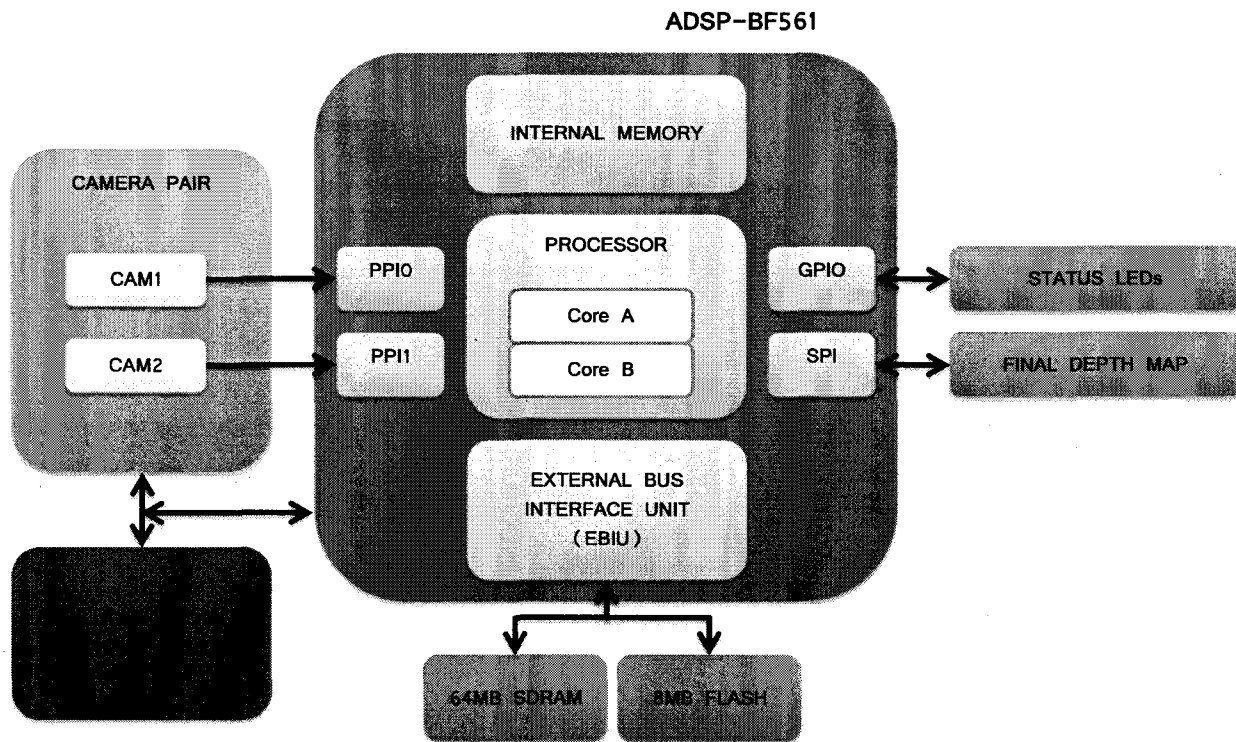 ADSP-BF561
INTERNAL MEMORY
CAMERA PAIR
PROCESSOR
CAM1
PPI0
GPIO
STATUS LEDs
Core A
CAM2
PPI1
Core B
SPI
FINAL DEPTH MAP
EXTERNAL BUS
INTERFACE UNIT
(EBIU)
64MB SDRAM
8MB FLASH